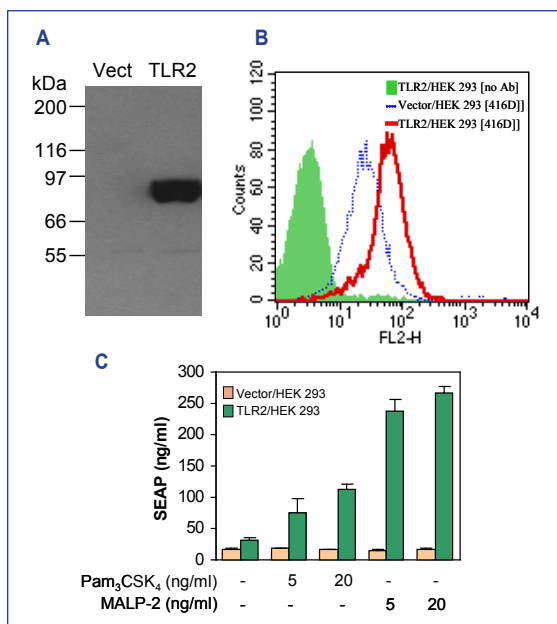 A
Vect TLR2
kDa
200
116
97
66
55
B
TLR2/HEK 293 [no Ab]
Vector/HEK 293 [416D]]
TLR2/HEK 293 [416D]]
Counts
120
100
80
60
40
20
0
10^0 10^1 10^2 10^3 10^4
FL2-H
C
Vector/HEK 293
TLR2/HEK 293
SEAP (ng/ml)
300
250
200
150
100
50
0
Pam₃CSK₄ (ng/ml) - 5 20 - -
MALP-2 (ng/ml) - - - 5 20